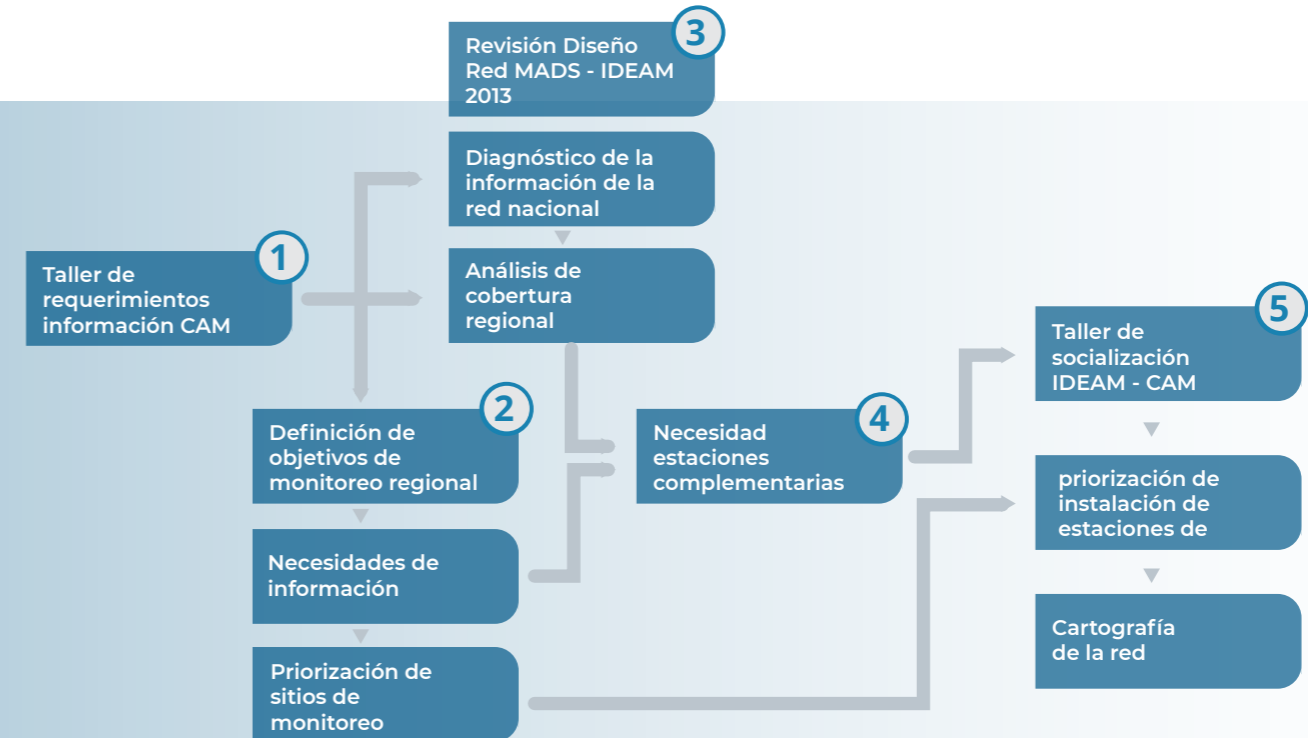 1
Taller de
requerimientos
información CAM
3
Revisión Diseño
Red MADS - IDEAM
2013
Diagnóstico de la
información de la
red nacional
Análisis de
cobertura
regional
2
Definición de
objetivos de
monitoreo regional
Necesidades de
información
Priorización de
sitios de
monitoreo
4
Necesidad
estaciones
complementarias
5
Taller de
socialización
IDEAM - CAM
priorización de
instalación de
estaciones de
Cartografía
de la red